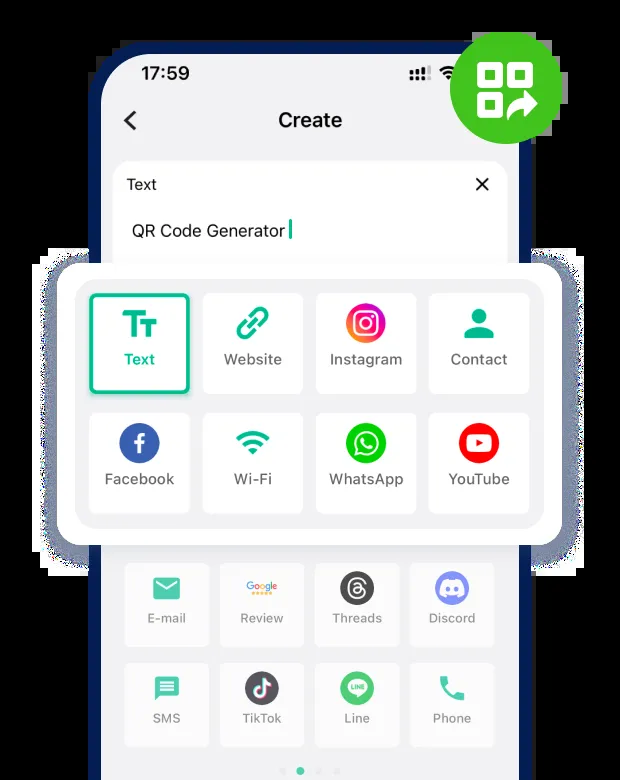 17:59
Create
Text
QR Code Generator
Text Website Instagram Contact
Facebook Wi-Fi WhatsApp YouTube
Google
E-mail Review Threads Discord
LINE
SMS TikTok Line Phone